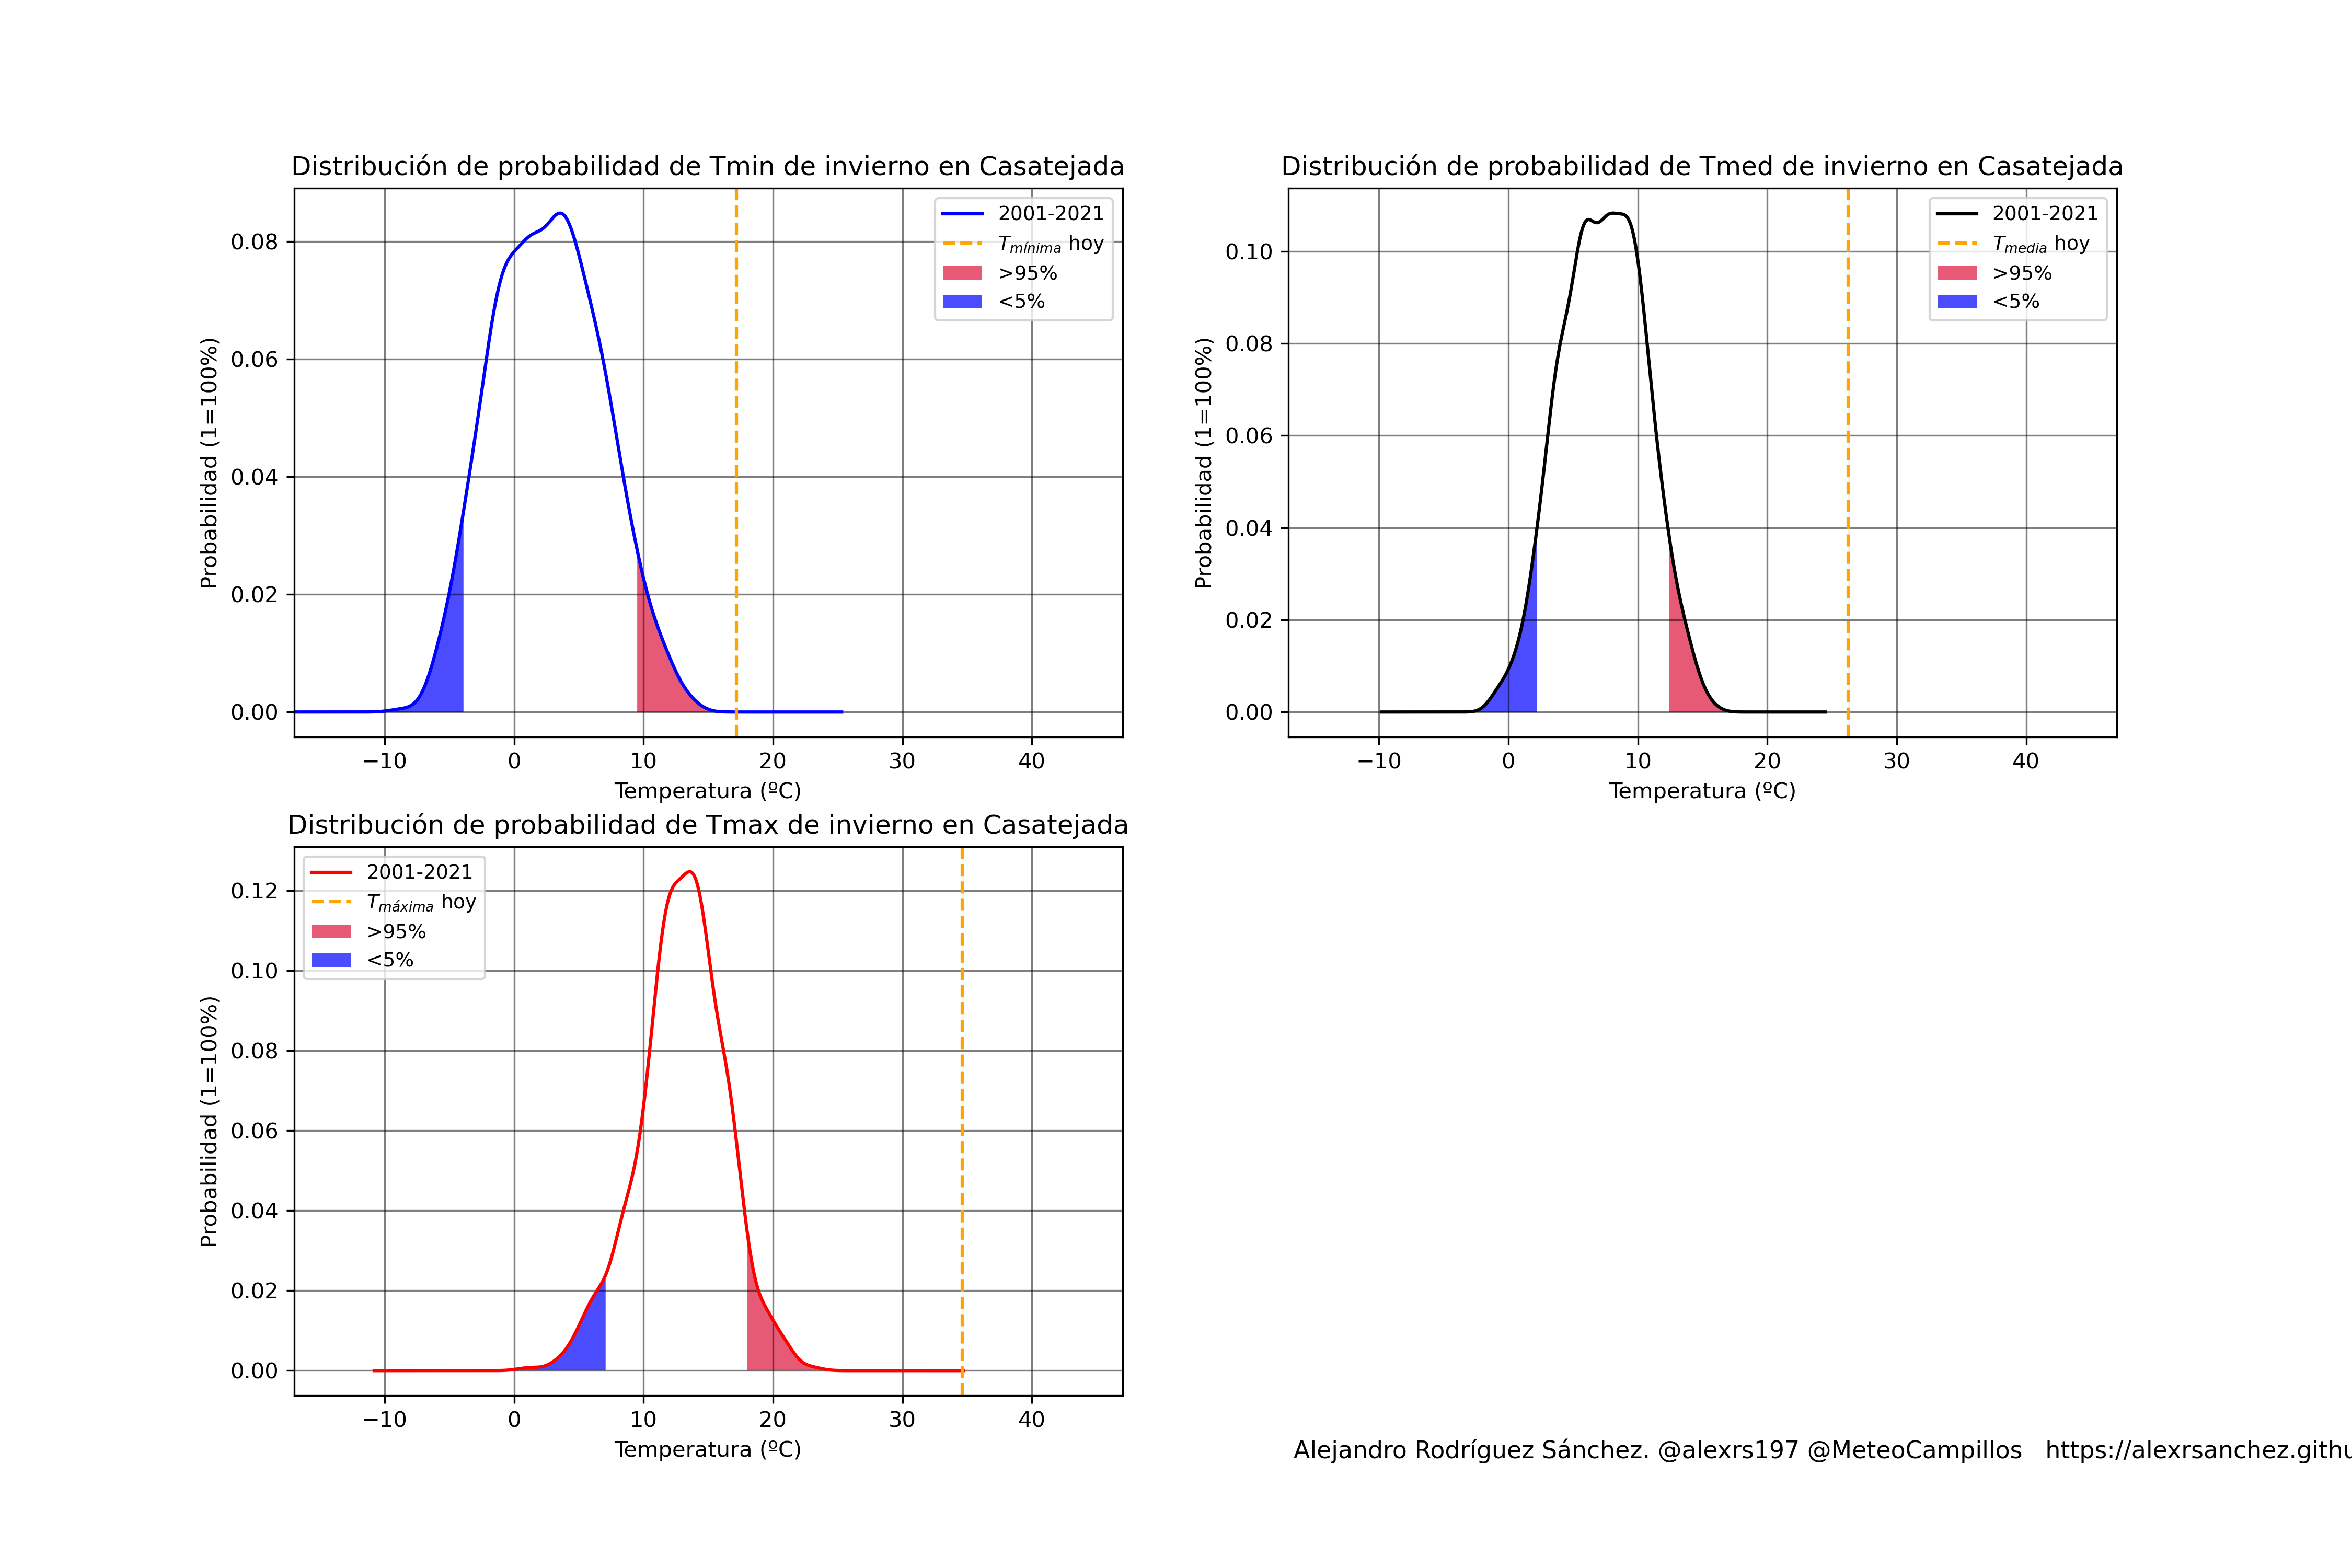 Distribución de probabilidad de Tmin de invierno en Casatejada
0.08
0.06
0.04
0.02
0.00
Probabilidad (1=100%)
−10 0 10 20 30 40
Temperatura (ºC)
2001-2021
Tmínima hoy
>95%
<5%
Distribución de probabilidad de Tmed de invierno en Casatejada
0.10
0.08
0.06
0.04
0.02
0.00
Probabilidad (1=100%)
−10 0 10 20 30 40
Temperatura (ºC)
2001-2021
Tmedia hoy
>95%
<5%
Distribución de probabilidad de Tmax de invierno en Casatejada
0.12
0.10
0.08
0.06
0.04
0.02
0.00
Probabilidad (1=100%)
−10 0 10 20 30 40
Temperatura (ºC)
2001-2021
Tmáxima hoy
>95%
<5%
Alejandro Rodríguez Sánchez. @alexrs197 @MeteoCampillos https://alexrsanchez.githu